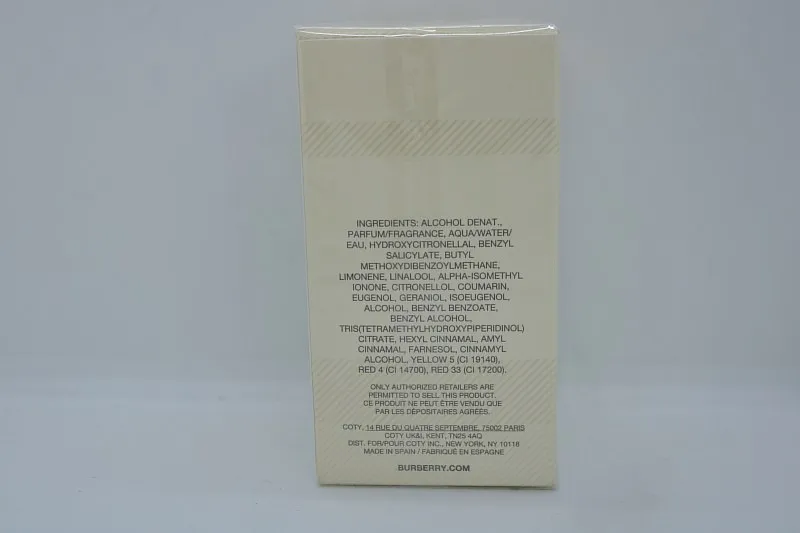 INGREDIENTS: ALCOHOL DENAT.,
PARFUM/FRAGRANCE, AQUA/WATER/
EAU, HYDROXYCITRONELLAL, BENZYL
SALICYLATE, BUTYL
METHOXYDIBENZOYLMETHANE,
LIMONENE, LINALOOL, ALPHA-ISOMETHYL
IONONE, CITRONELLOL, COUMARIN,
EUGENOL, GERANIOL, ISOEUGENOL,
ALCOHOL, BENZYL BENZOATE,
BENZYL ALCOHOL,
TRIS(TETRAMETHYLHYDROXYPIPERIDINOL)
CITRATE, HEXYL CINNAMAL, AMYL
CINNAMAL, FARNESOL, CINNAMYL
ALCOHOL, YELLOW 5 (CI 19140),
RED 4 (CI 14700), RED 33 (CI 17200).
ONLY AUTHORIZED RETAILERS ARE
PERMITTED TO SELL THIS PRODUCT.
CE PRODUIT NE PEUT ÊTRE VENDU QUE
PAR LES DÉPOSITAIRES AGRÉÉS.
COTY, 14 RUE DU QUATRE SEPTEMBRE, 75002 PARIS
COTY UK&I, KENT, TN25 4AQ
DIST. FOR/POUR COTY INC., NEW YORK, NY 10118
MADE IN SPAIN / FABRIQUÉ EN ESPAGNE
BURBERRY.COM